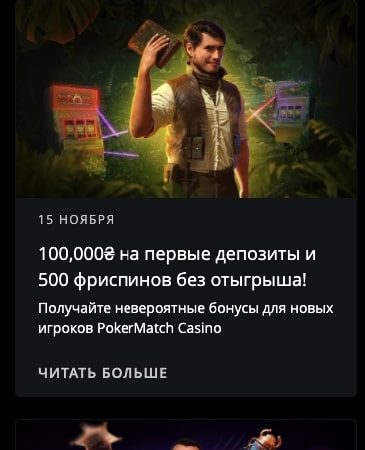 15 НОЯБРЯ
100,000₴ на первые депозиты и
500 фриспинов без отыгрыша!
Получайте невероятные бонусы для новых
игроков PokerMatch Casino
ЧИТАТЬ БОЛЬШЕ